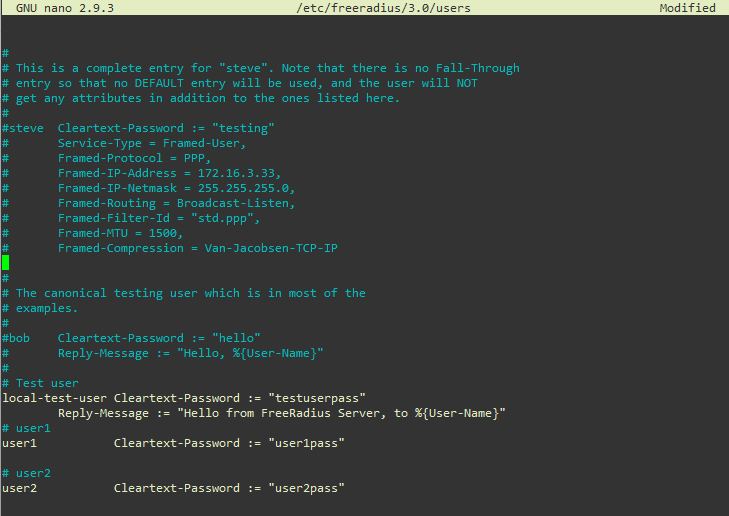 GNU nano 2.9.3 /etc/freeradius/3.0/users Modified
#
# This is a complete entry for "steve". Note that there is no Fall-Through
# entry so that no DEFAULT entry will be used, and the user will NOT
# get any attributes in addition to the ones listed here.
#
#steve  Cleartext-Password := "testing"
#       Service-Type = Framed-User,
#       Framed-Protocol = PPP,
#       Framed-IP-Address = 172.16.3.33,
#       Framed-IP-Netmask = 255.255.255.0,
#       Framed-Routing = Broadcast-Listen,
#       Framed-Filter-Id = "std.ppp",
#       Framed-MTU = 1500,
#       Framed-Compression = Van-Jacobsen-TCP-IP
#
# The canonical testing user which is in most of the
# examples.
#
#bob    Cleartext-Password := "hello"
#       Reply-Message := "Hello, %{User-Name}"
#
# Test user
local-test-user Cleartext-Password := "testuserpass"
        Reply-Message := "Hello from FreeRadius Server, to %{User-Name}"
# user1
user1           Cleartext-Password := "user1pass"
# user2
user2           Cleartext-Password := "user2pass"